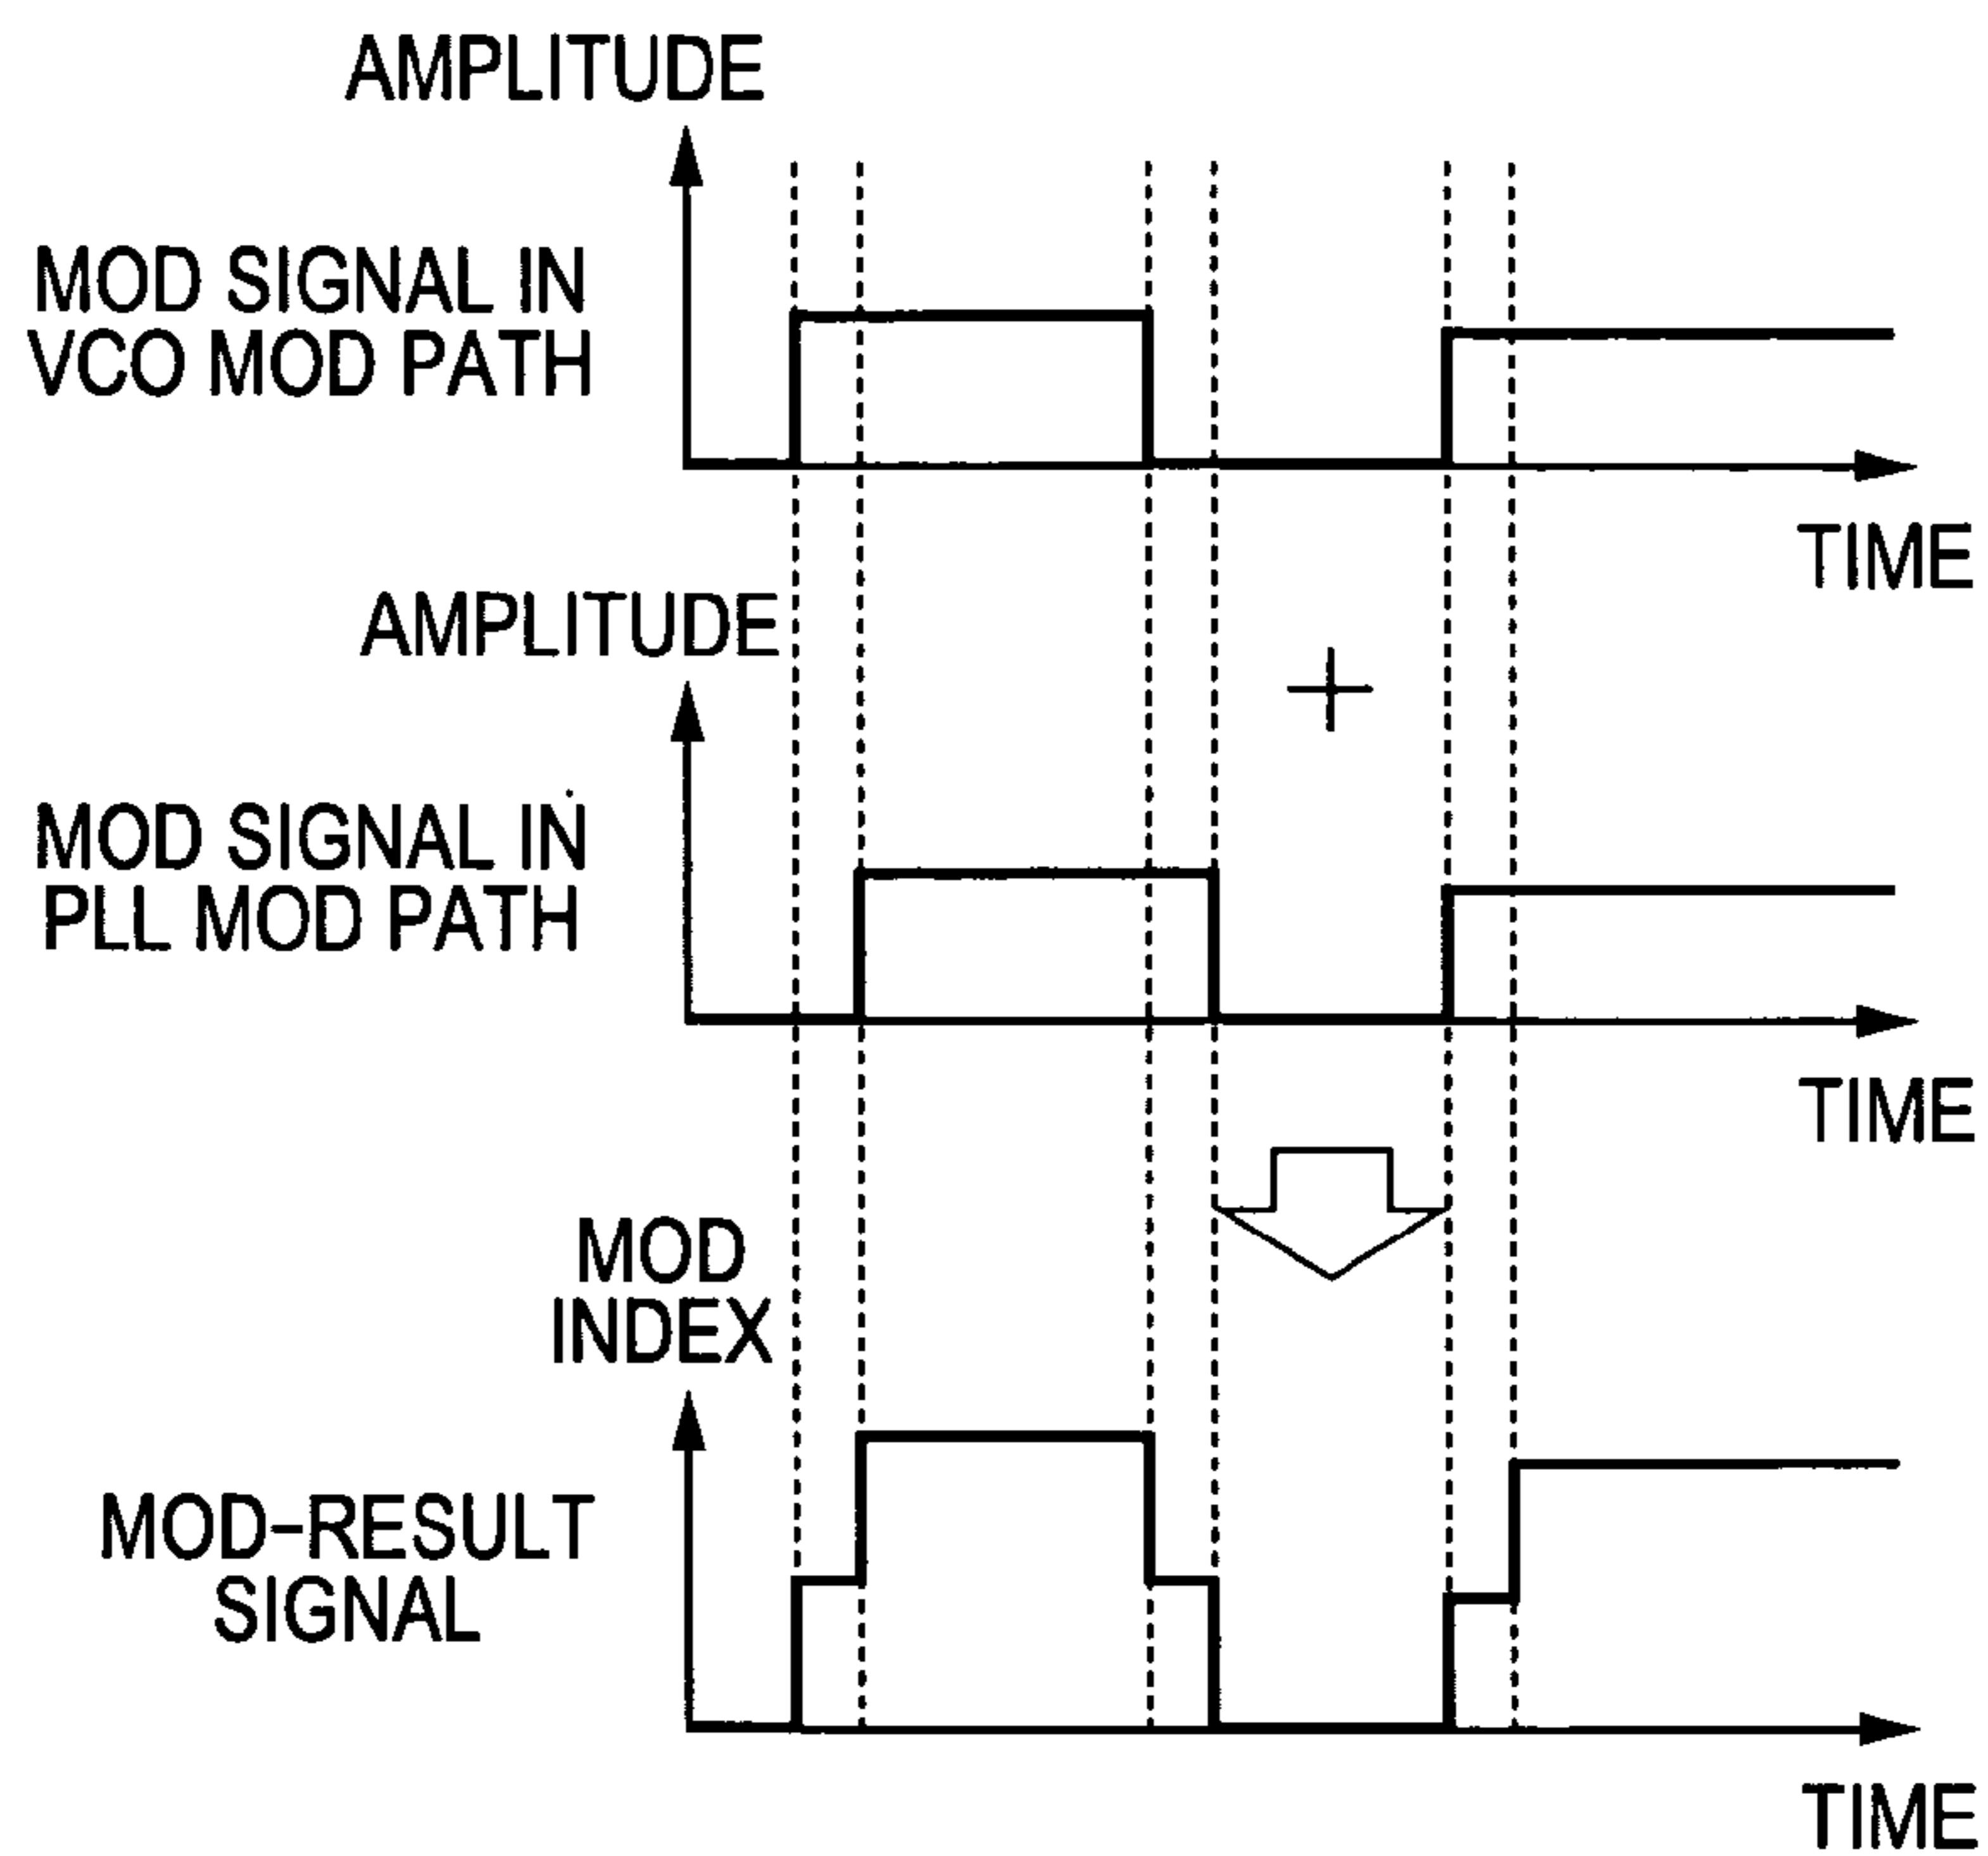 AMPLITUDE
MOD SIGNAL IN
VCO MOD PATH
TIME
AMPLITUDE
+
MOD SIGNAL IN
PLL MOD PATH
TIME
MOD
INDEX
MOD-RESULT
SIGNAL
TIME